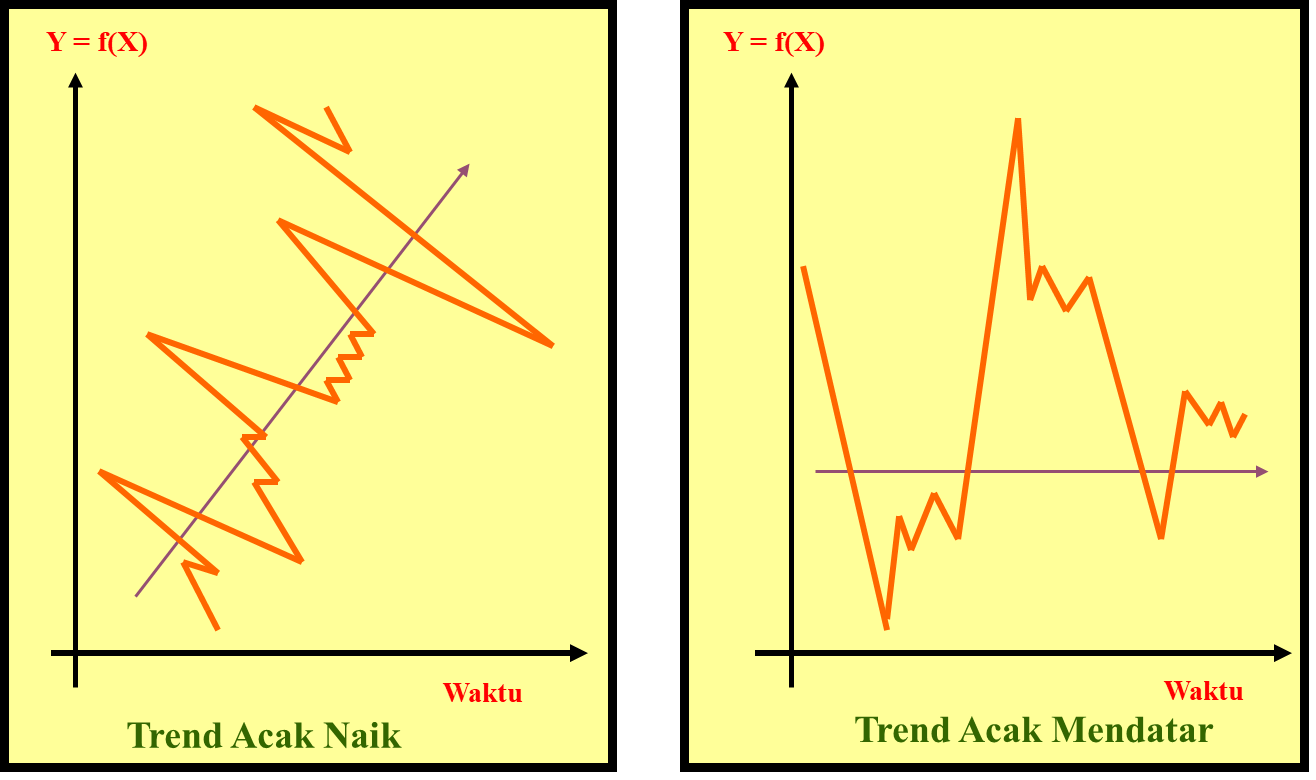 Y = f(X)
Waktu
Trend Acak Naik
Y = f(X)
Waktu
Trend Acak Mendatar